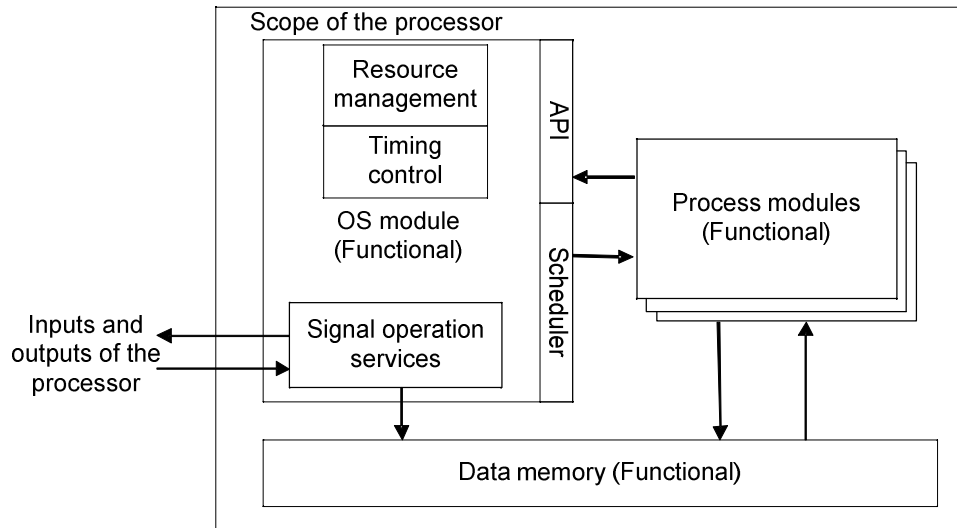 Scope of the processor
Resource
management
Timing
control
OS module
(Functional)
API
Scheduler
Process modules
(Functional)
Inputs and
outputs of the
processor
Signal operation
services
Data memory (Functional)